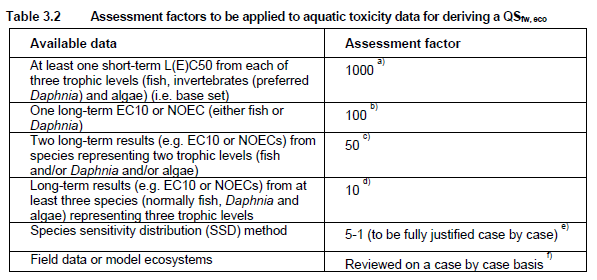 Table 3.2 Assessment factors to be applied to aquatic toxicity data for deriving a QSfw, eco
Available data Assessment factor
At least one short-term L(E)C50 from each of
three trophic levels (fish, invertebrates (preferred
Daphnia) and algae) (i.e. base set)
1000 a)
One long-term EC10 or NOEC (either fish or
Daphnia)
100 b)
Two long-term results (e.g. EC10 or NOECs) from
species representing two trophic levels (fish
and/or Daphnia and/or algae)
50 c)
Long-term results (e.g. EC10 or NOECs) from at
least three species (normally fish, Daphnia and
algae) representing three trophic levels
10 d)
Species sensitivity distribution (SSD) method
5-1 (to be fully justified case by case) e)
Field data or model ecosystems
Reviewed on a case by case basis f)